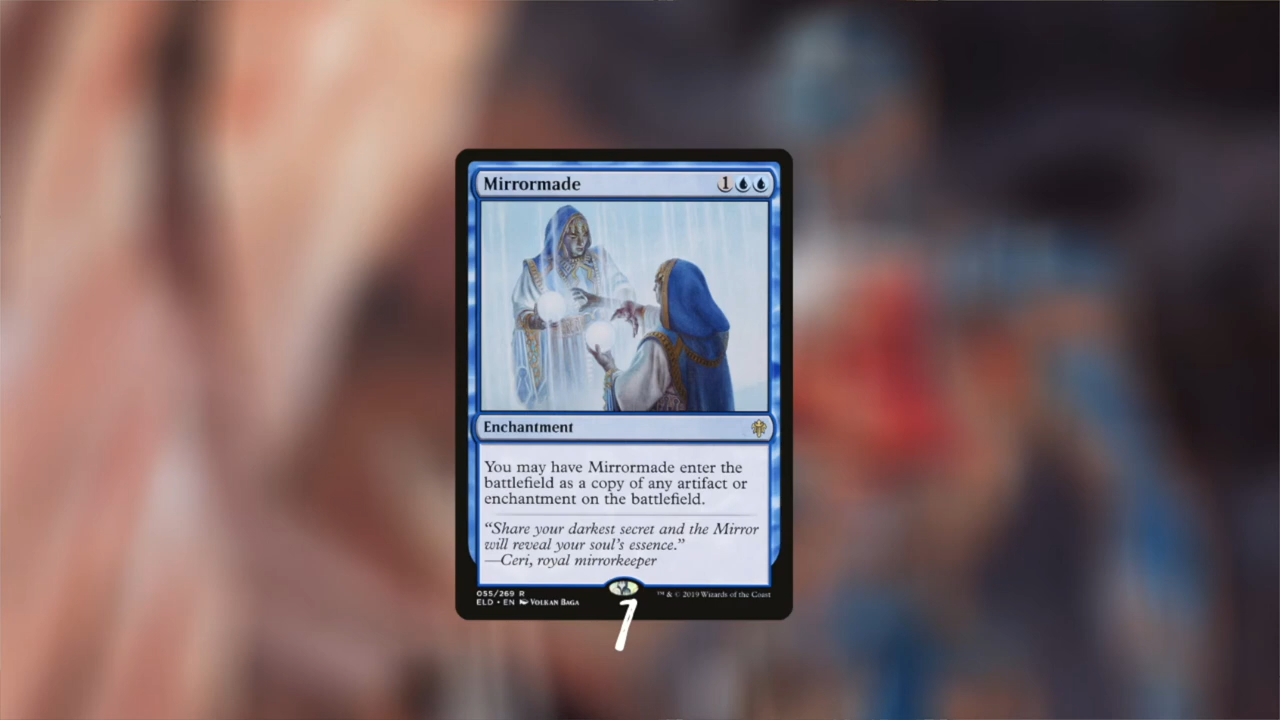 Mirrormade 1
Enchantment
You may have Mirrormade enter the
battlefield as a copy of any artifact or
enchantment on the battlefield.
“Share your darkest secret and the Mirror
will reveal your soul’s essence.”
—Ceri, royal mirrorkeeper
055/269 R
ELD • EN Volkan Baga
™ & © 2019 Wizards of the Coast
1